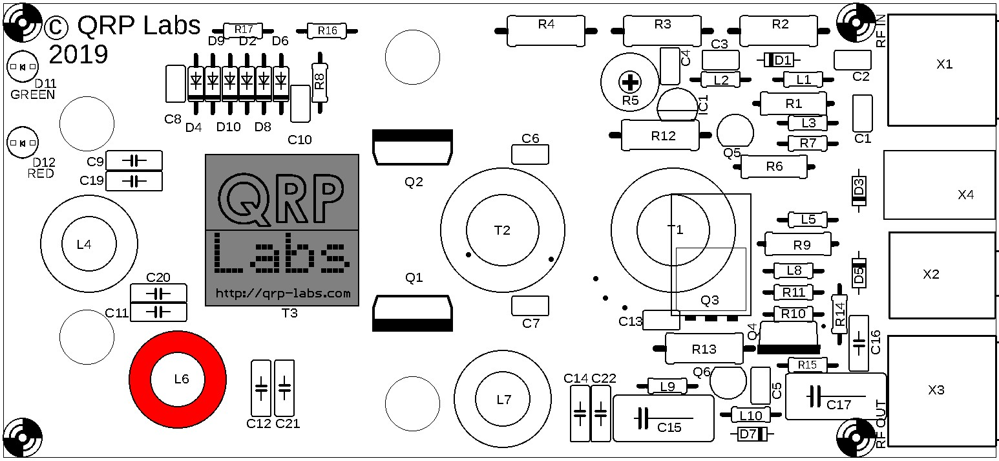 © QRP Labs
2019
R17
R16
R4
R3
R2
RF IN
D9
D2
D6
C4
C3
D1
X1
D11
GREEN
R8
L2
L1
C2
R5
IC1
R1
C8
D4
D10
D8
C10
L3
R12
C1
C6
R7
Q5
D12
RED
C9
C19
R6
Q2
D3
X4
QRP
Labs
http://qrp-labs.com
T3
L4
T2
T1
L5
R9
L8
D5
X2
C20
Q1
R11
Q3
C11
R10
R14
C7
C13
Q4
C16
R13
R15
Q6
L6
C14
C22
L9
C5
X3
L7
C17
C12
C21
C15
L10
D7
RF OUT